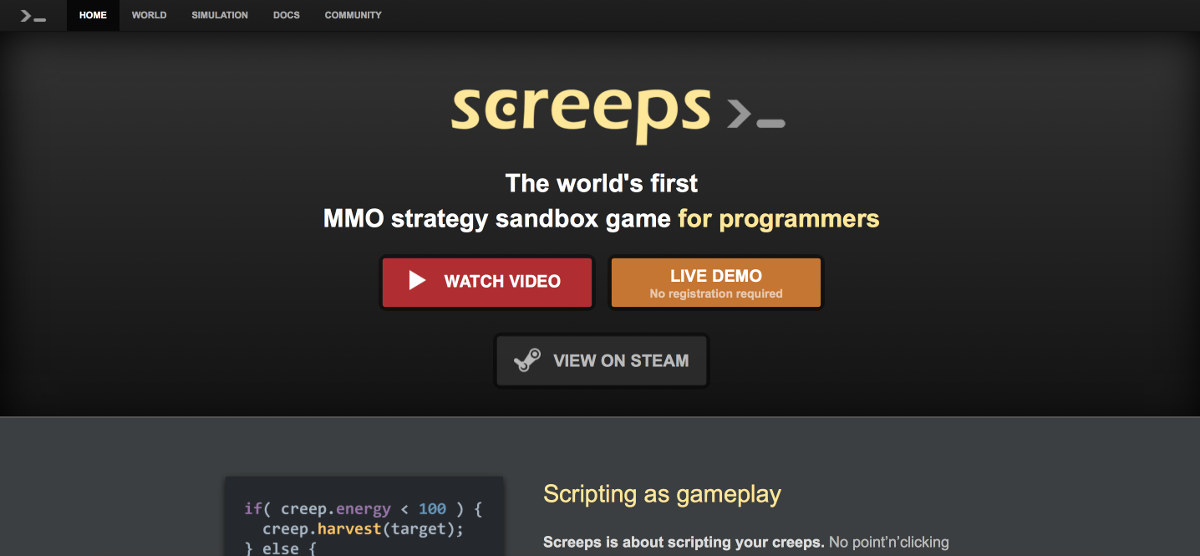 HOME WORLD SIMULATION DOCS COMMUNITY
screeps
The world's first
MMO strategy sandbox game for programmers
WATCH VIDEO
LIVE DEMO
No registration required
VIEW ON STEAM
if( creep.energy < 100 ) {
creep.harvest(target);
} else {
Scripting as gameplay
Screeps is about scripting your creeps. No point'n'clicking